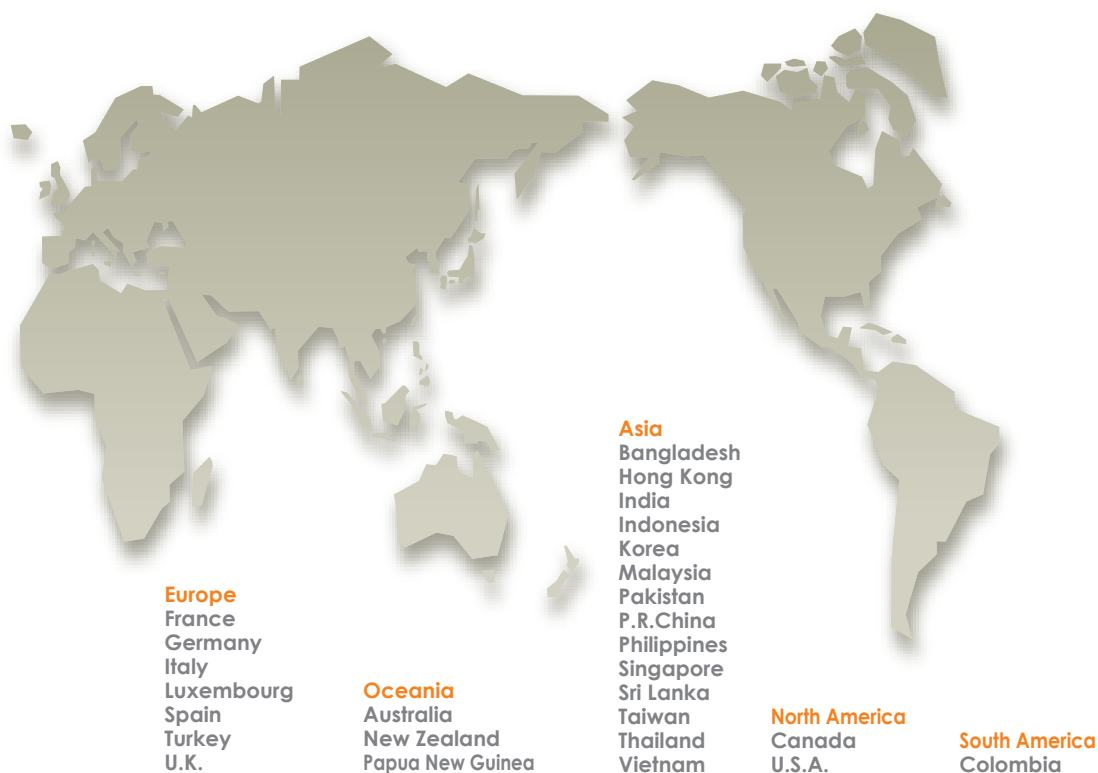 Europe
France
Germany
Italy
Luxembourg
Spain
Turkey
U.K.
Oceania
Australia
New Zealand
Papua New Guinea
Asia
Bangladesh
Hong Kong
India
Indonesia
Korea
Malaysia
Pakistan
P.R.China
Philippines
Singapore
Sri Lanka
Taiwan
Thailand
Vietnam
North America
Canada
U.S.A.
South America
Colombia